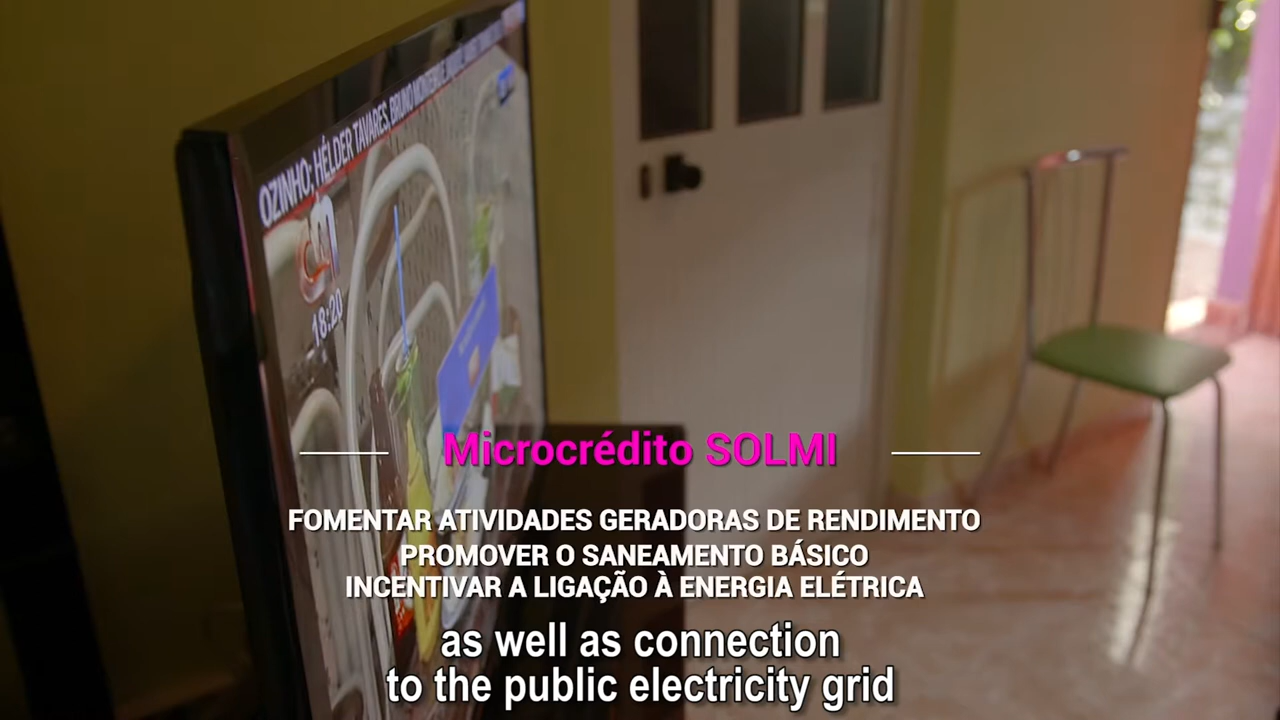 OZINHO; HÉLDER TAVARES, BRUNO MONTEIRO E
18:20
Microcrédito SOLMI
FOMENTAR ATIVIDADES GERADORAS DE RENDIMENTO
PROMOVER O SANEAMENTO BÁSICO
INCENTIVAR A LIGAÇÃO À ENERGIA ELÉTRICA
as well as connection
to the public electricity grid